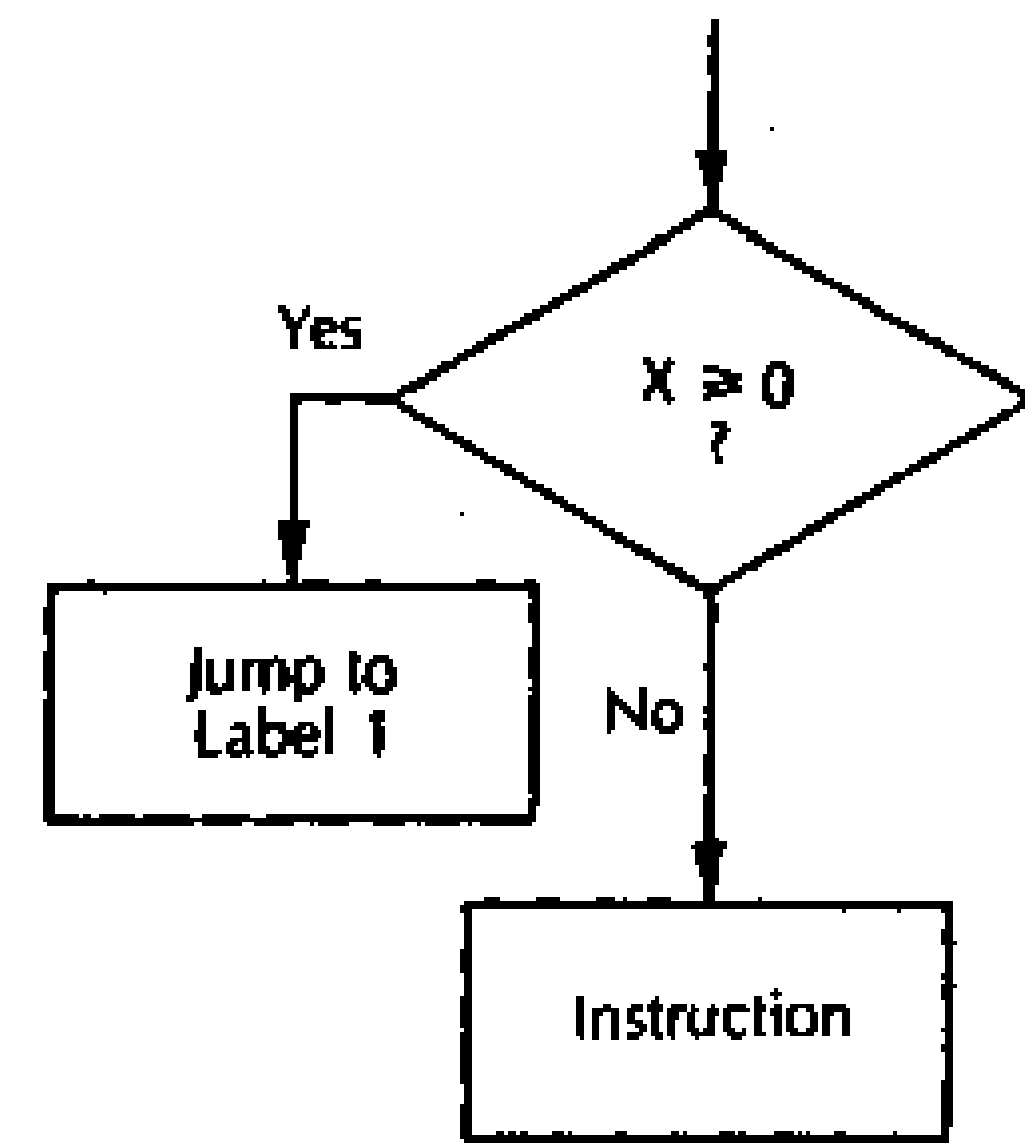 Yes
X ≥ 0
?
Jump to
Label 1
No
Instruction